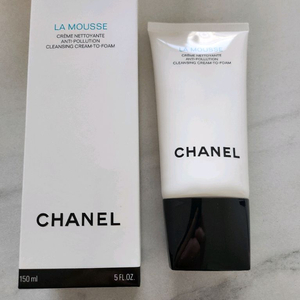 LA MOUSSE
CRÈME NETTOYANTE
ANTI-POLLUTION
CLEANSING CREAM-TO-FOAM
CHANEL
150 ml
5 FL. OZ.
LA MOUSSE
CRÈME NETTOYANTE
ANTI-POLLUTION
CLEANSING CREAM-TO-FOAM
CHANEL